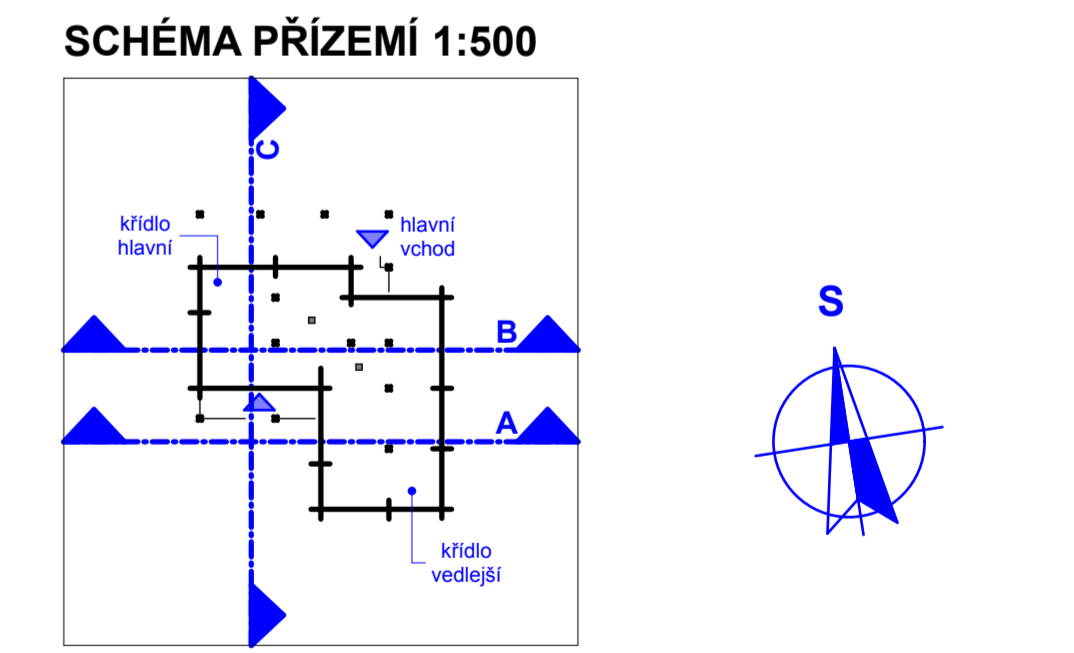 SCHÉMA PŘÍZEMÍ 1:500
C
křídlo
hlavní
hlavní
vchod
B
A
křídlo
vedlejší
S